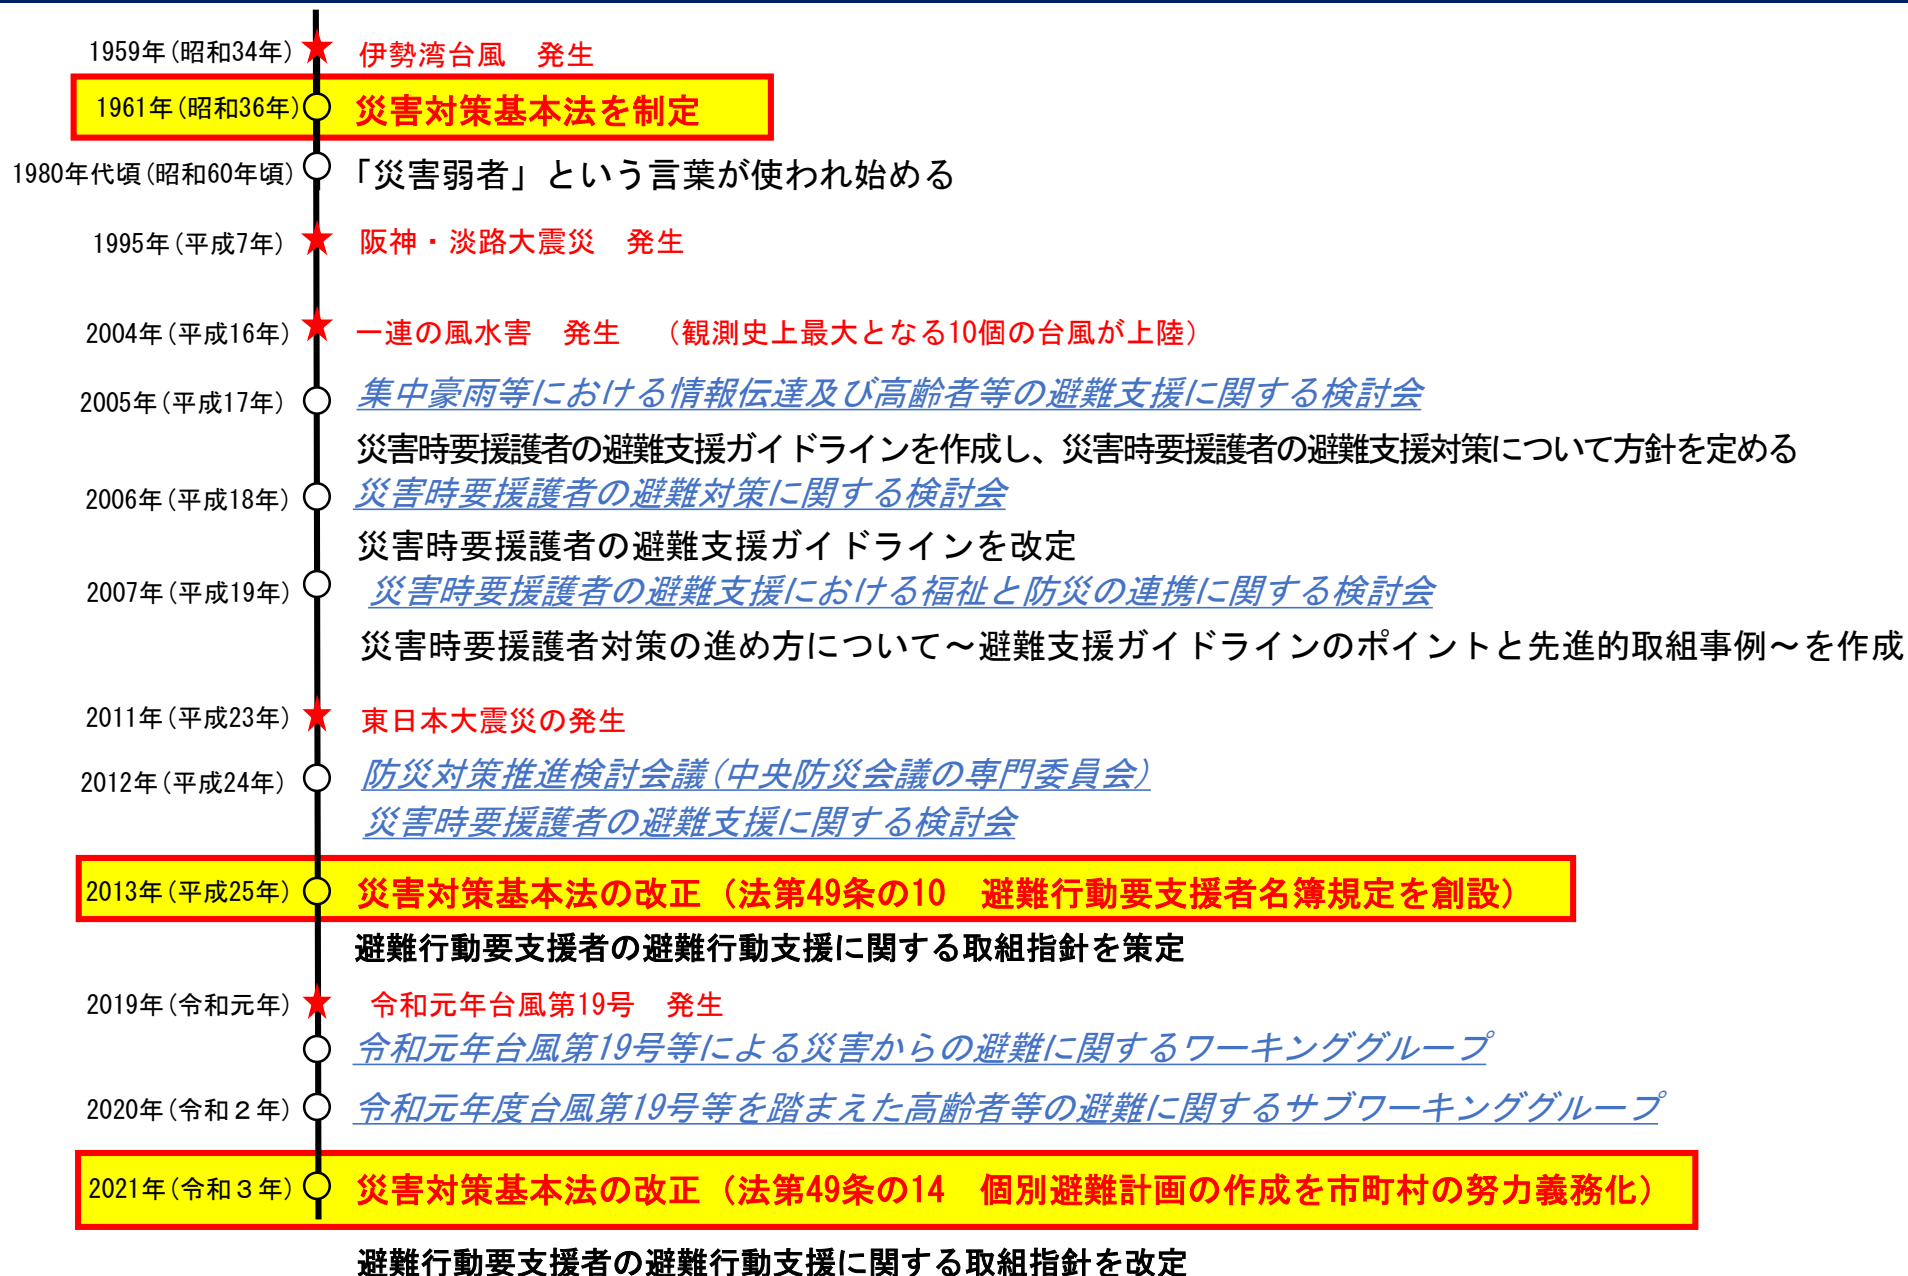 1959年(昭和34年) 伊勢湾台風　発生
1961年(昭和36年) 災害対策基本法を制定
1980年代頃(昭和60年頃) 「災害弱者」という言葉が使われ始める
1995年(平成7年) 阪神・淡路大震災　発生
2004年(平成16年) 一連の風水害　発生　（観測史上最大となる10個の台風が上陸）
2005年(平成17年) 集中豪雨等における情報伝達及び高齢者等の避難支援に関する検討会
災害時要援護者の避難支援ガイドラインを作成し、災害時要援護者の避難支援対策について方針を定める
2006年(平成18年) 災害時要援護者の避難対策に関する検討会
災害時要援護者の避難支援ガイドラインを改定
2007年(平成19年) 災害時要援護者の避難支援における福祉と防災の連携に関する検討会
災害時要援護者対策の進め方について～避難支援ガイドラインのポイントと先進的取組事例～を作成
2011年(平成23年) 東日本大震災の発生
2012年(平成24年) 防災対策推進検討会議(中央防災会議の専門委員会)
災害時要援護者の避難支援に関する検討会
2013年(平成25年) 災害対策基本法の改正（法第49条の10　避難行動要支援者名簿規定を創設）
避難行動要支援者の避難行動支援に関する取組指針を策定
2019年(令和元年) 令和元年台風第19号　発生
令和元年台風第19号等による災害からの避難に関するワーキンググループ
2020年(令和２年) 令和元年度台風第19号等を踏まえた高齢者等の避難に関するサブワーキンググループ
2021年(令和３年) 災害対策基本法の改正（法第49条の14　個別避難計画の作成を市町村の努力義務化）
避難行動要支援者の避難行動支援に関する取組指針を改定